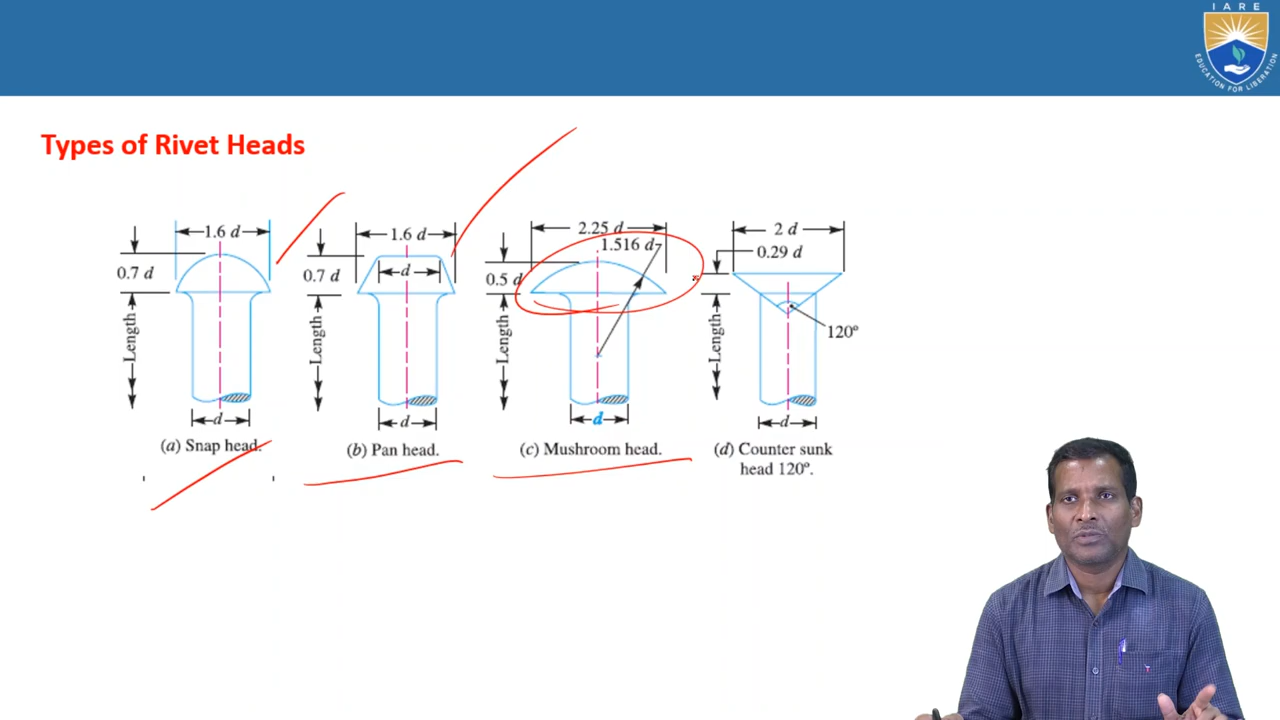 IARE
EDUCATION FOR LIBERATION
Types of Rivet Heads
1.6 d
0.7 d
Length
d
(a) Snap head.
1.6 d
d
0.7 d
Length
d
(b) Pan head.
2.25 d
1.516 d
0.5 d
Length
d
(c) Mushroom head.
2 d
0.29 d
120°
Length
d
(d) Counter sunk
head 120°.